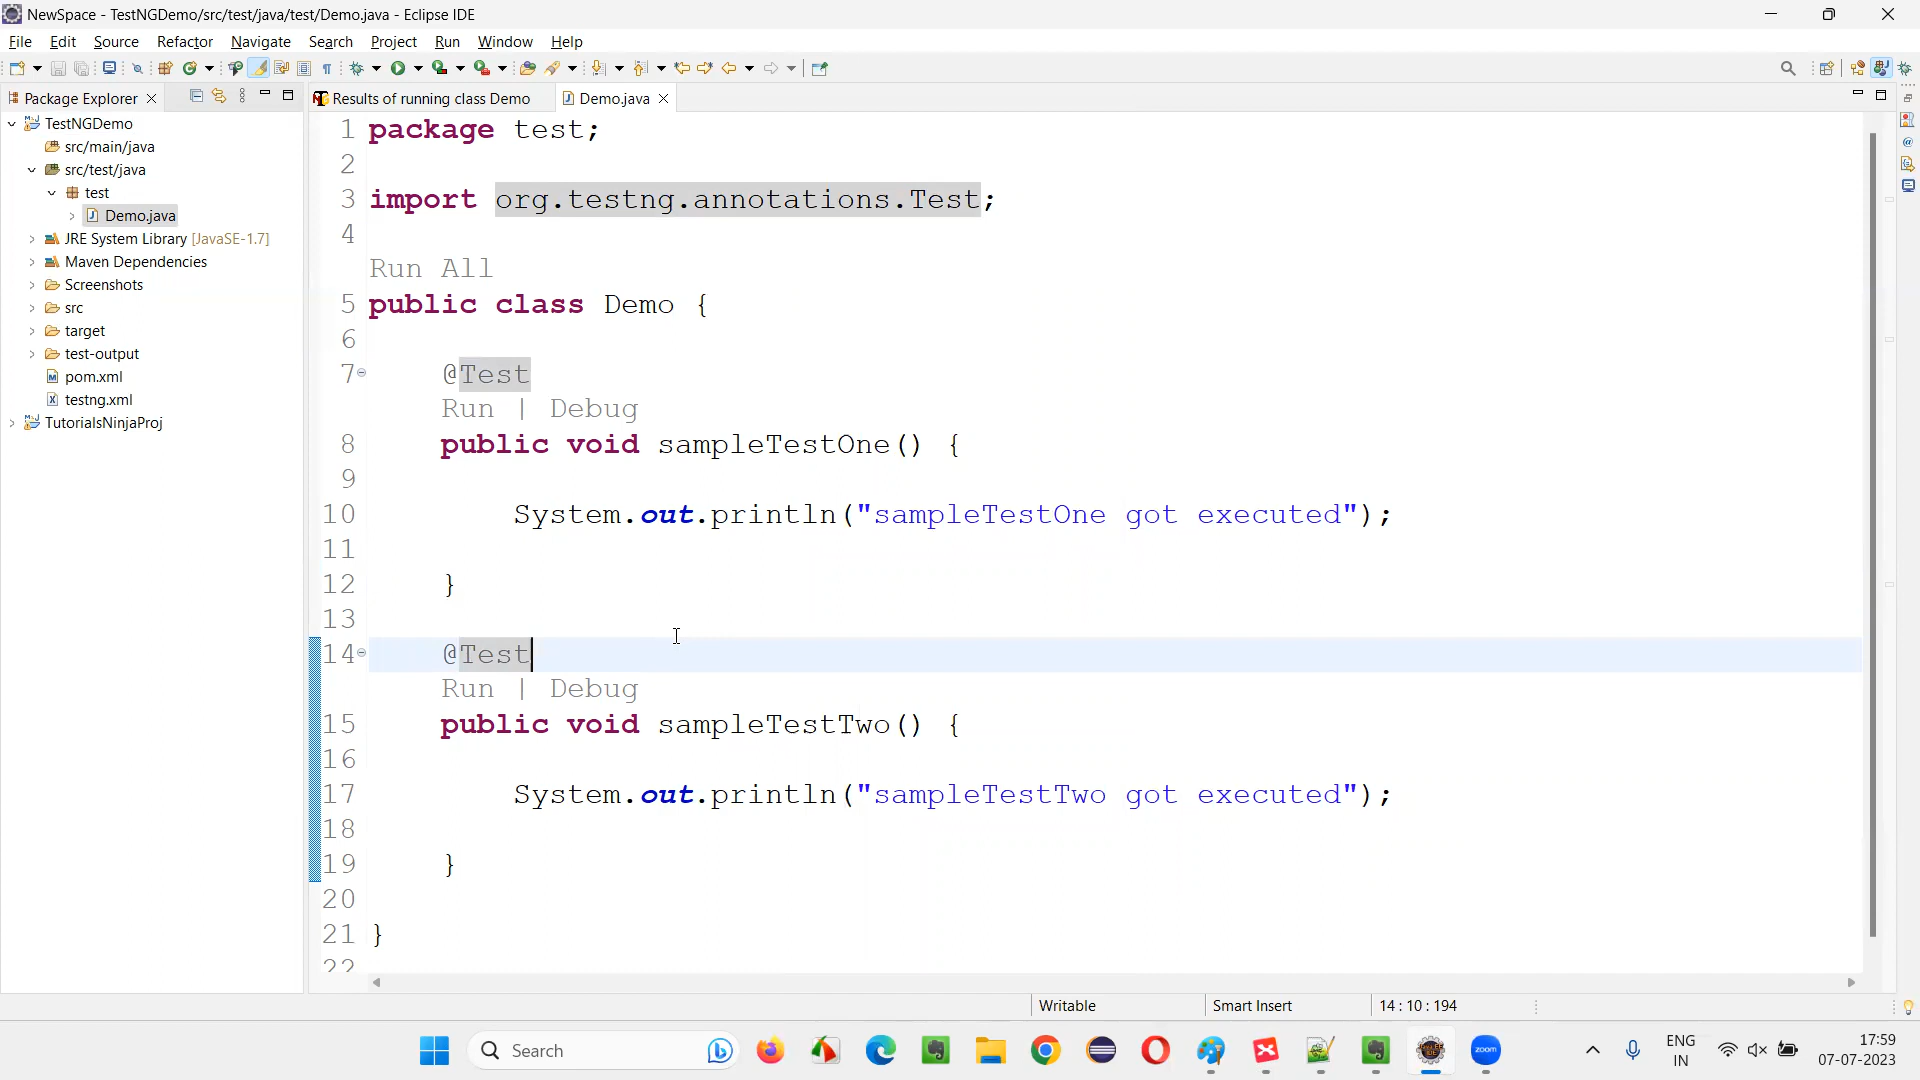 NewSpace - TestNGDemo/src/test/java/test/Demo.java - Eclipse IDE
File Edit Source Refactor Navigate Search Project Run Window Help
Package Explorer
TestNGDemo
src/main/java
src/test/java
test
Demo.java
JRE System Library [JavaSE-1.7]
Maven Dependencies
Screenshots
src
target
test-output
pom.xml
testng.xml
TutorialsNinjaProj
Results of running class Demo Demo.java
1 package test;
2
3 import org.testng.annotations.Test;
4
Run All
5 public class Demo {
6
7 @Test
Run | Debug
8 public void sampleTestOne() {
9
10 System.out.println("sampleTestOne got executed");
11
12 }
13
14 @Test
Run | Debug
15 public void sampleTestTwo() {
16
17 System.out.println("sampleTestTwo got executed");
18
19 }
20
21 }
22
Writable Smart Insert 14 : 10 : 194
Search
zoom
ENG
IN
17:59
07-07-2023